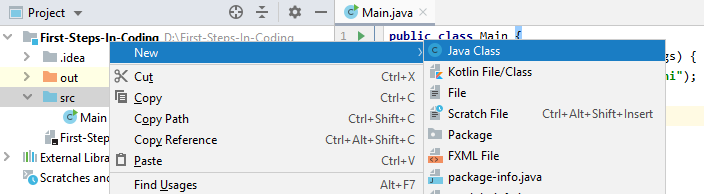 Project
Main.java
First-Steps-In-Coding D:\First-Steps-In-Coding
1 public class Main {
New
Java Class
gs) {
.idea
Cut Ctrl+X
Kotlin File/Class
ni");
out
Copy Ctrl+C
File
src
Copy Path Ctrl+Shift+C
Scratch File Ctrl+Alt+Shift+Insert
Main
Copy Reference Ctrl+Alt+Shift+C
Package
First-Step
Paste Ctrl+V
FXML File
External Libra
Scratches and
Find Usages Alt+F7
package-info.java